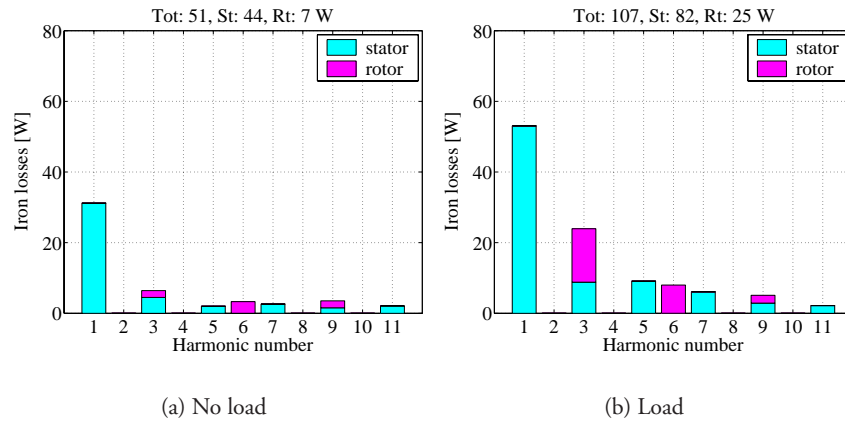 Tot: 51, St: 44, Rt: 7 W
80
60
40
20
0
Iron losses [W]
stator
rotor
1 2 3 4 5 6 7 8 9 10 11
Harmonic number
(a) No load
Tot: 107, St: 82, Rt: 25 W
80
60
40
20
0
Iron losses [W]
stator
rotor
1 2 3 4 5 6 7 8 9 10 11
Harmonic number
(b) Load